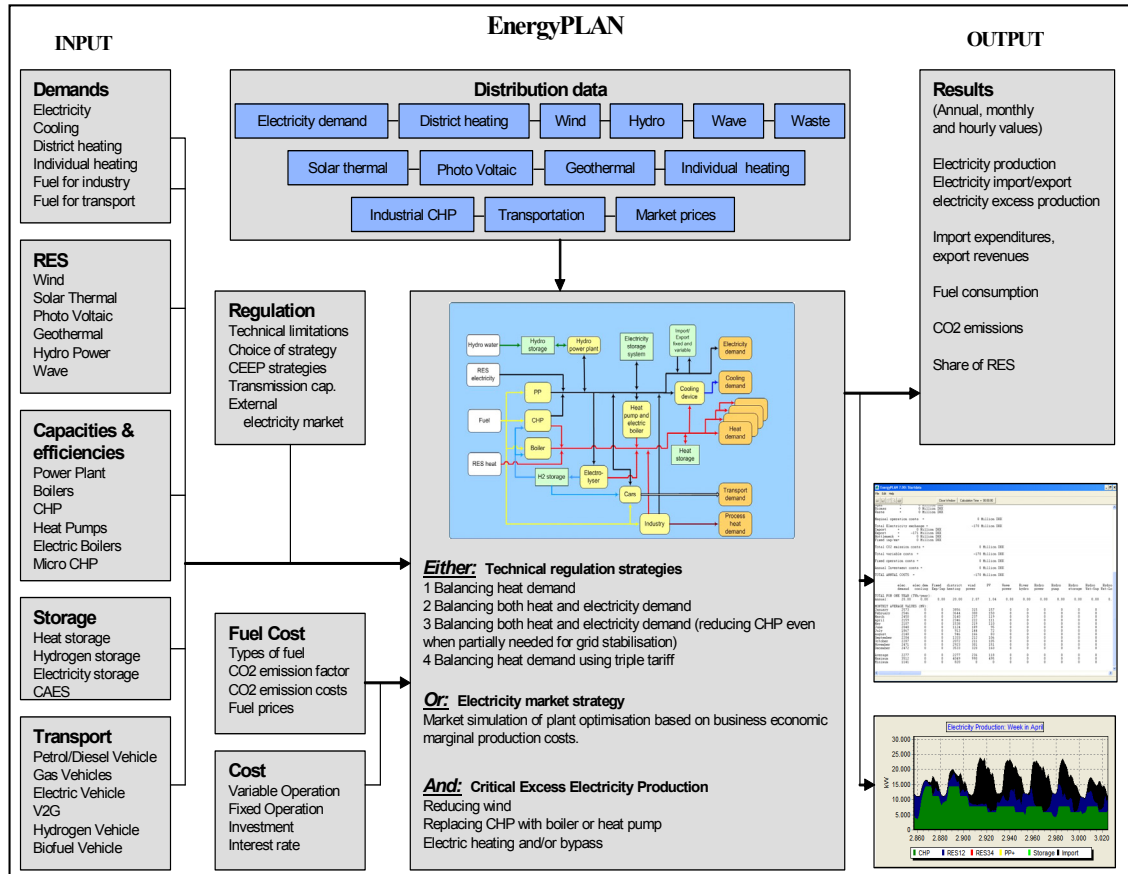 EnergyPLAN
INPUT
OUTPUT
Demands
Electricity
Cooling
District heating
Individual heating
Fuel for industry
Fuel for transport
RES
Wind
Solar Thermal
Photo Voltaic
Geothermal
Hydro Power
Wave
Capacities &
efficiencies
Power Plant
Boilers
CHP
Heat Pumps
Electric Boilers
Micro CHP
Storage
Heat storage
Hydrogen storage
Electricity storage
CAES
Transport
Petrol/Diesel Vehicle
Gas Vehicles
Electric Vehicle
V2G
Hydrogen Vehicle
Biofuel Vehicle
Regulation
Technical limitations
Choice of strategy
CEEP strategies
Transmission cap.
External
electricity market
Fuel Cost
Types of fuel
CO2 emission factor
CO2 emission costs
Fuel prices
Cost
Variable Operation
Fixed Operation
Investment
Interest rate
Distribution data
Electricity demand
District heating
Wind
Hydro
Wave
Waste
Solar thermal
Photo Voltaic
Geothermal
Individual heating
Industrial CHP
Transportation
Market prices
Hydro water
Hydro
storage
Hydro
power plant
Electricity
storage
system
Import/
Export
fixed and
variable
Electricity
demand
RES
electricity
PP
Cooling
device
Cooling
demand
Fuel
CHP
Heat
pump and
electric
boiler
Heat
demand
Boiler
RES heat
Heat
storage
H2 storage
Electro-
lyser
Cars
Transport
demand
Industry
Process
heat
demand
Either: Technical regulation strategies
1 Balancing heat demand
2 Balancing both heat and electricity demand
3 Balancing both heat and electricity demand (reducing CHP even
when partially needed for grid stabilisation)
4 Balancing heat demand using triple tariff
Or: Electricity market strategy
Market simulation of plant optimisation based on business economic
marginal production costs.
And: Critical Excess Electricity Production
Reducing wind
Replacing CHP with boiler or heat pump
Electric heating and/or bypass
Results
(Annual, monthly
and hourly values)
Electricity production
Electricity import/export
electricity excess production
Import expenditures,
export revenues
Fuel consumption
CO2 emissions
Share of RES
Total CO2 emission costs =
Total variable costs =
Fixed operation costs =
Annual Investment costs =
TOTAL ANNUAL COSTS =
Electricity Production: Week in April
kW
30.000
25.000
20.000
15.000
10.000
5.000
0
2.860 2.880 2.900 2.920 2.940 2.960 2.980 3.000 3.020
CHP RES12 RES34 PP+ Storage Import